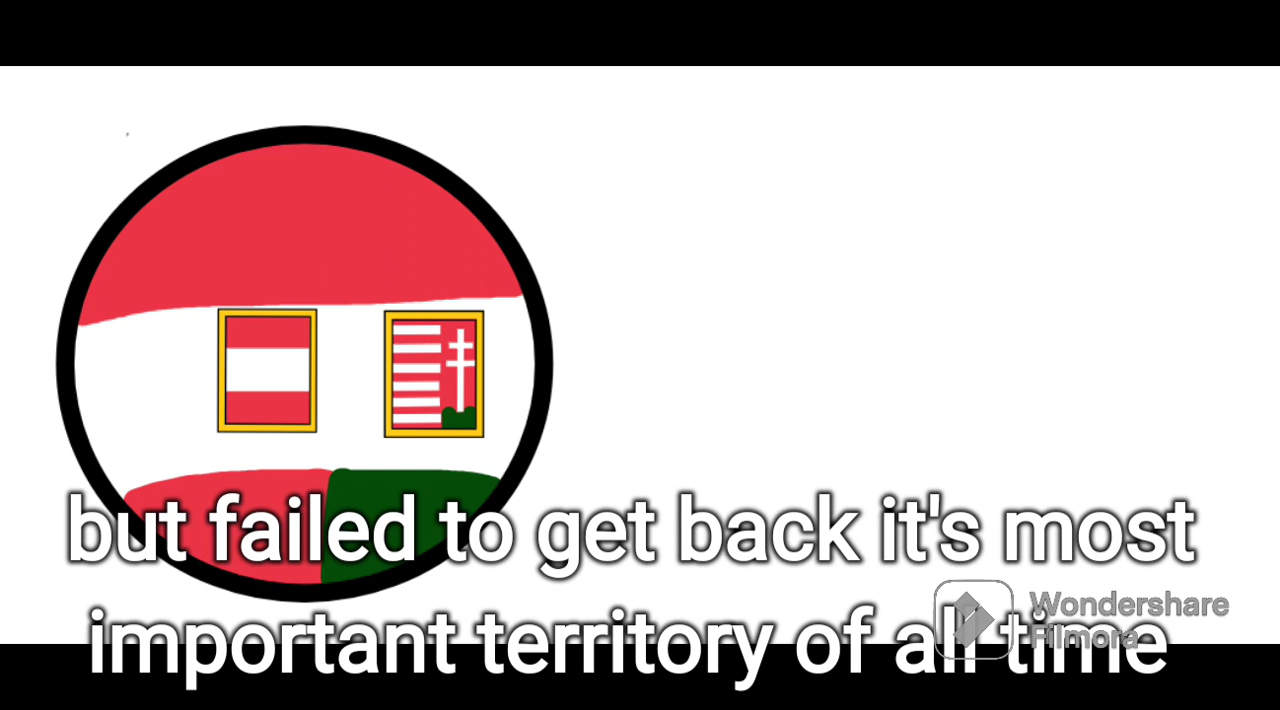 but failed to get back it's most
important territory of all time
Wondershare
Filmora